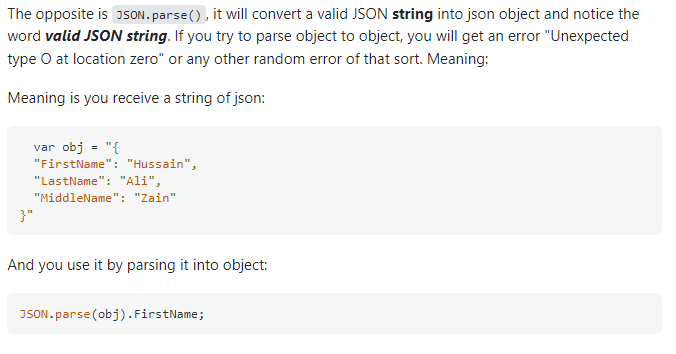 The opposite is JSON.parse(), it will convert a valid JSON string into json object and notice the
word valid JSON string. If you try to parse object to object, you will get an error "Unexpected
type O at location zero" or any other random error of that sort. Meaning:
Meaning is you receive a string of json:
var obj = "{
"FirstName": "Hussain",
"LastName": "Ali",
"MiddleName": "Zain"
}"
And you use it by parsing it into object:
JSON.parse(obj).FirstName;